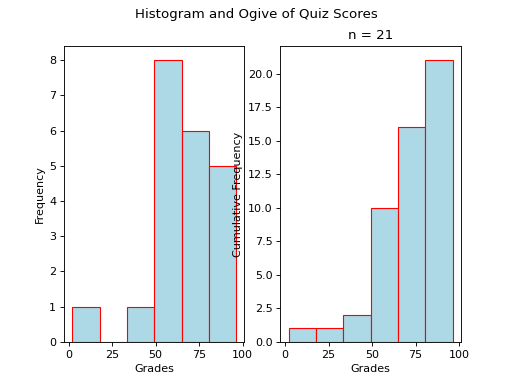 Histogram and Ogive of Quiz Scores
n = 21
8
7
6
5
4
3
2
1
0
Frequency
0 25 50 75 100
Grades
20.0
17.5
15.0
12.5
10.0
7.5
5.0
2.5
0.0
Cumulative Frequency
0 25 50 75 100
Grades